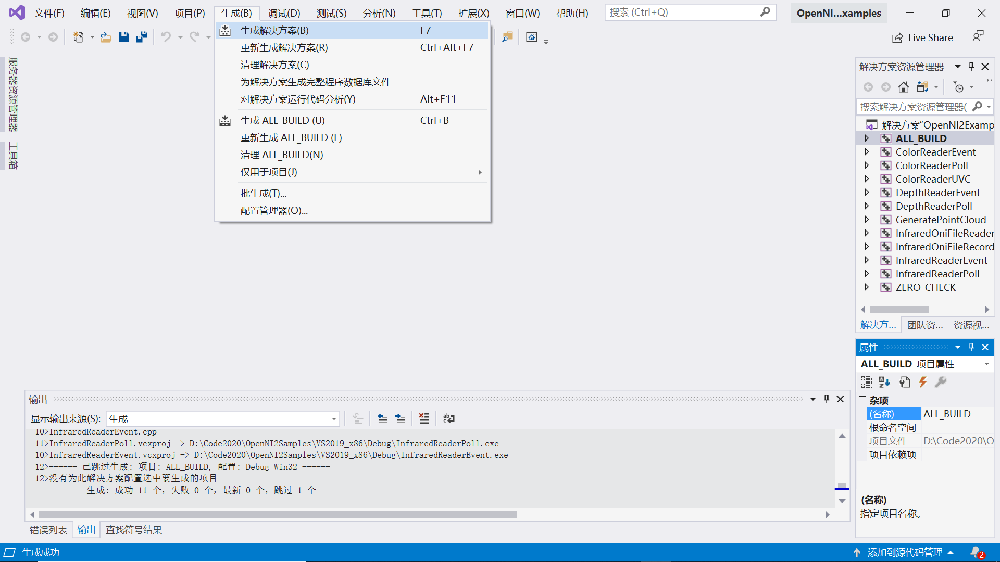 文件(F) 编辑(E) 视图(V) 项目(P) 生成(B) 调试(D) 测试(S) 分析(N) 工具(T) 扩展(X) 窗口(W) 帮助(H) 搜索 (Ctrl+Q) OpenNI...xamples
Live Share
生成解决方案(B) F7
重新生成解决方案(R) Ctrl+Alt+F7
清理解决方案(C)
为解决方案生成完整程序数据库文件
对解决方案运行代码分析(Y) Alt+F11
生成 ALL_BUILD (U) Ctrl+B
重新生成 ALL_BUILD (E)
清理 ALL_BUILD(N)
仅用于项目(J)
批生成(T)...
配置管理器(O)...
服务器资源管理器
工具箱
解决方案资源管理器
搜索解决方案资源管理器(
解决方案“OpenNI2Examp
ALL_BUILD
ColorReaderEvent
ColorReaderPoll
ColorReaderUVC
DepthReaderEvent
DepthReaderPoll
GeneratePointCloud
InfraredOniFileReader
InfraredOniFileRecord
InfraredReaderEvent
InfraredReaderPoll
ZERO_CHECK
解决方... 团队资... 资源视...
属性
ALL_BUILD 项目属性
杂项
(名称) ALL_BUILD
根命名空间
项目文件 D:\Code2020\O
项目依赖项
(名称)
指定项目名称。
输出
显示输出来源(S): 生成
10>InfraredReaderEvent.cpp
11>InfraredReaderPoll.vcxproj -> D:\Code2020\OpenNI2Samples\VS2019_x86\Debug\InfraredReaderPoll.exe
10>InfraredReaderEvent.vcxproj -> D:\Code2020\OpenNI2Samples\VS2019_x86\Debug\InfraredReaderEvent.exe
12>------ 已跳过生成: 项目: ALL_BUILD, 配置: Debug Win32 ------
12>没有为此解决方案配置选中要生成的项目
========== 生成: 成功 11 个，失败 0 个，最新 0 个，跳过 1 个 ==========
错误列表 输出 查找符号结果
生成成功 添加到源代码管理 2